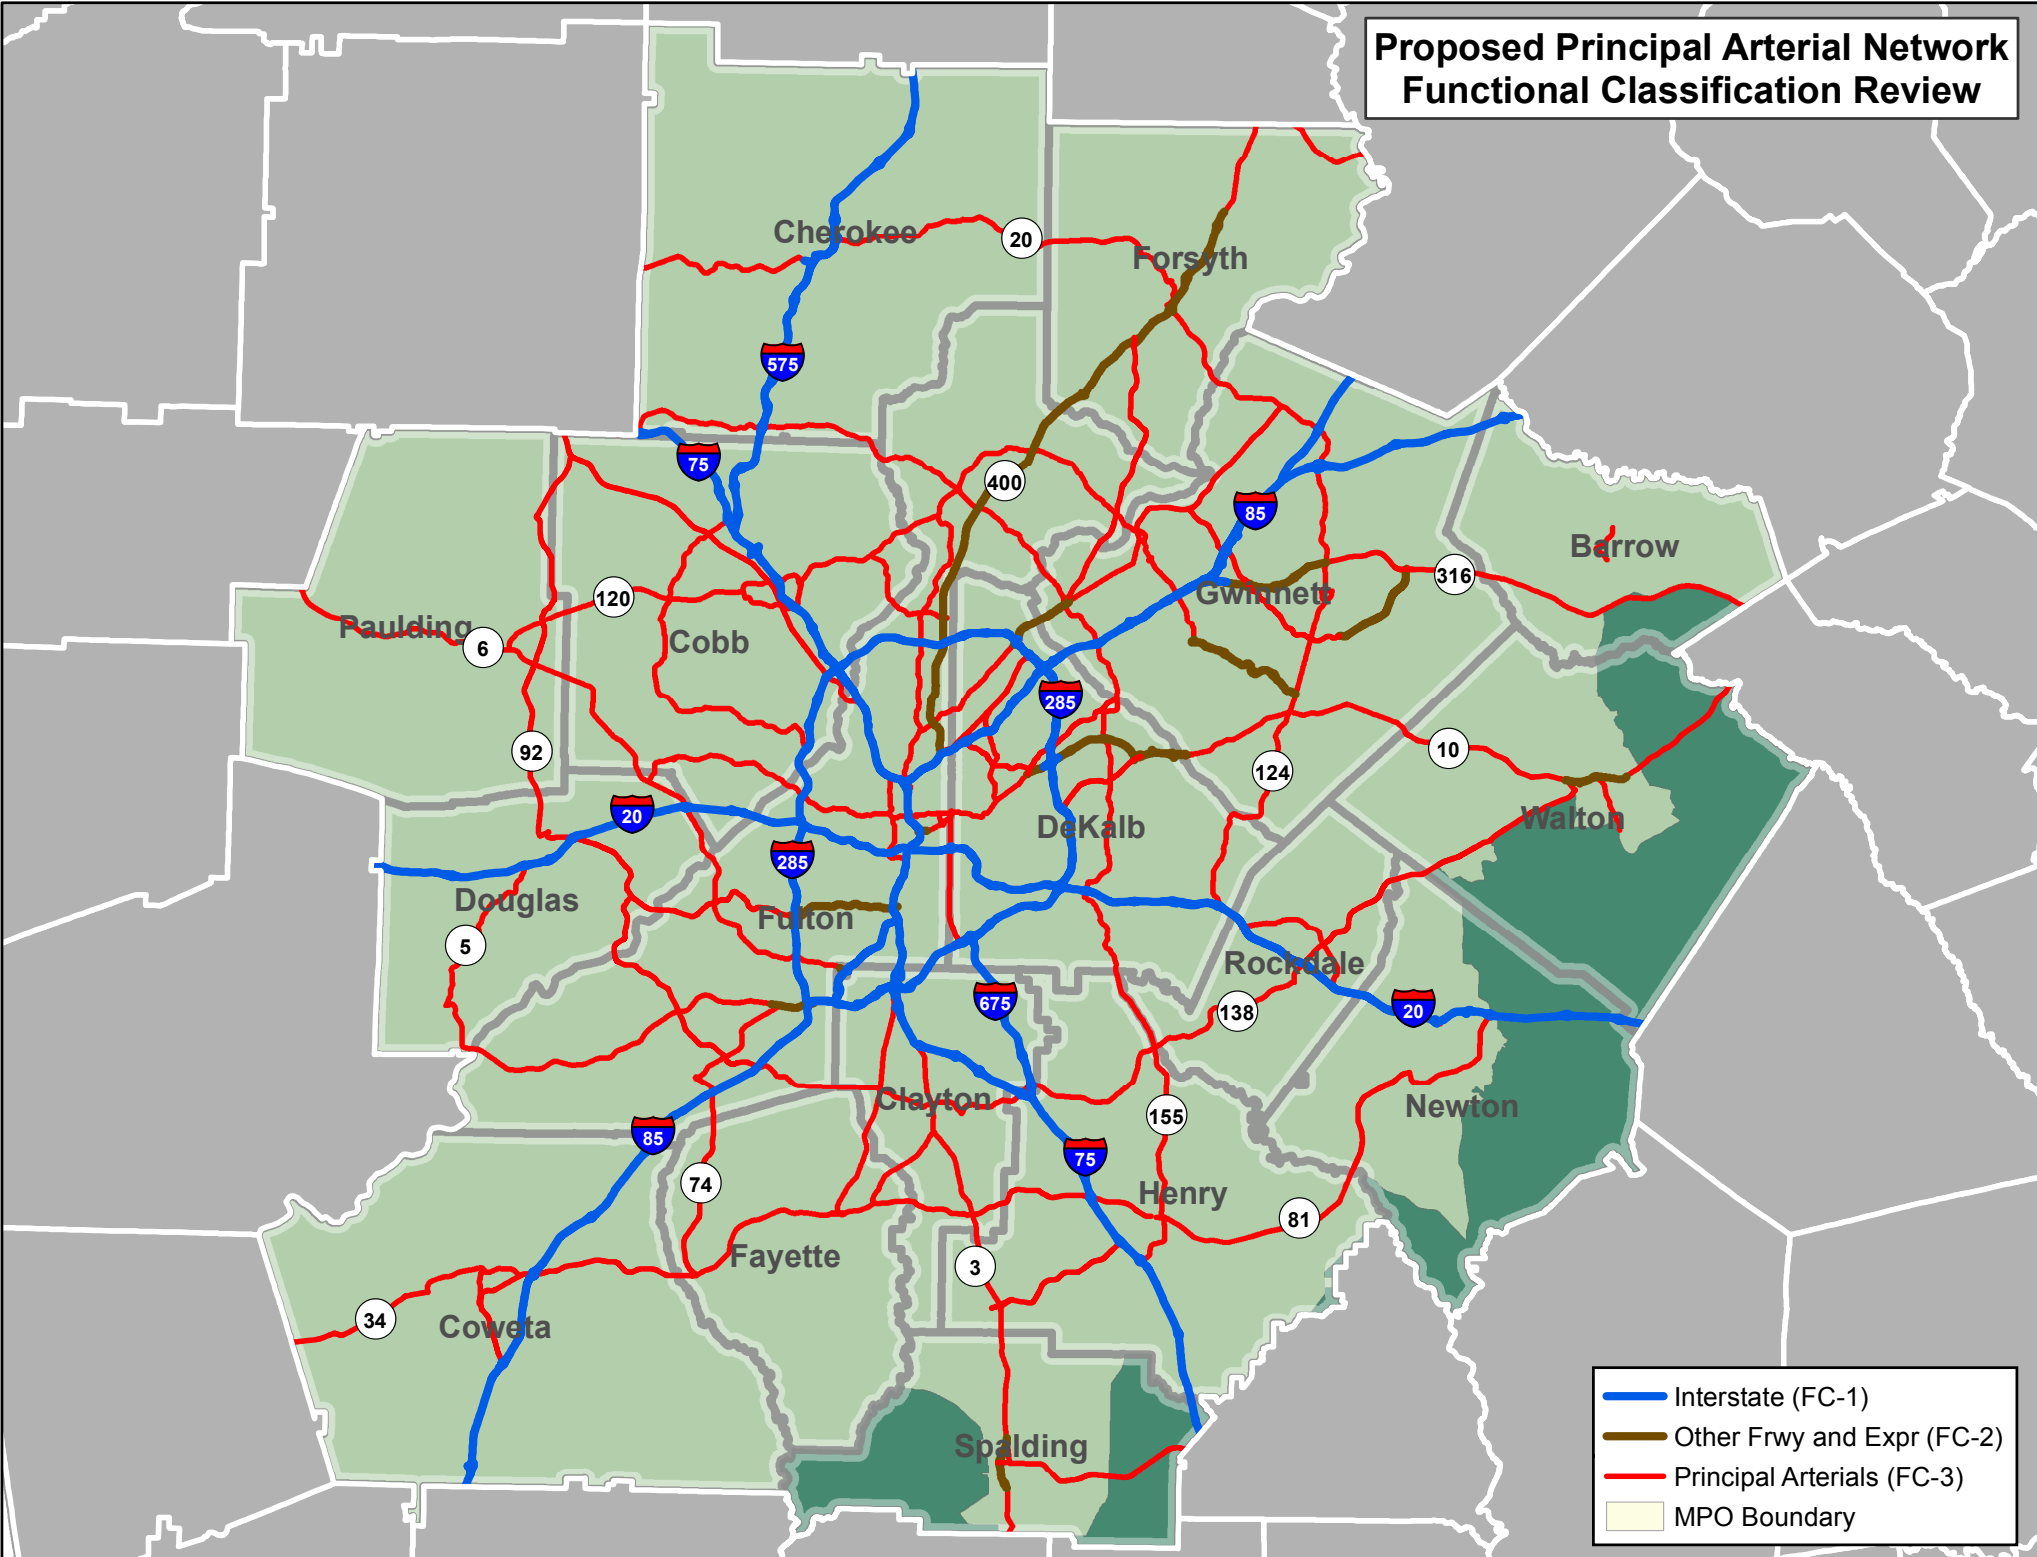 Proposed Principal Arterial Network
Functional Classification Review
Cherokee
20
Forsyth
575
75
400
85
Barrow
316
Gwinnett
120
Paulding
6
Cobb
285
92
10
124
20
Walton
DeKalb
285
Douglas
Fulton
5
Rockdale
675
138
20
Clayton
Newton
155
85
75
74
Henry
81
Fayette
3
34
Coweta
Spalding
Interstate (FC-1)
Other Frwy and Expr (FC-2)
Principal Arterials (FC-3)
MPO Boundary